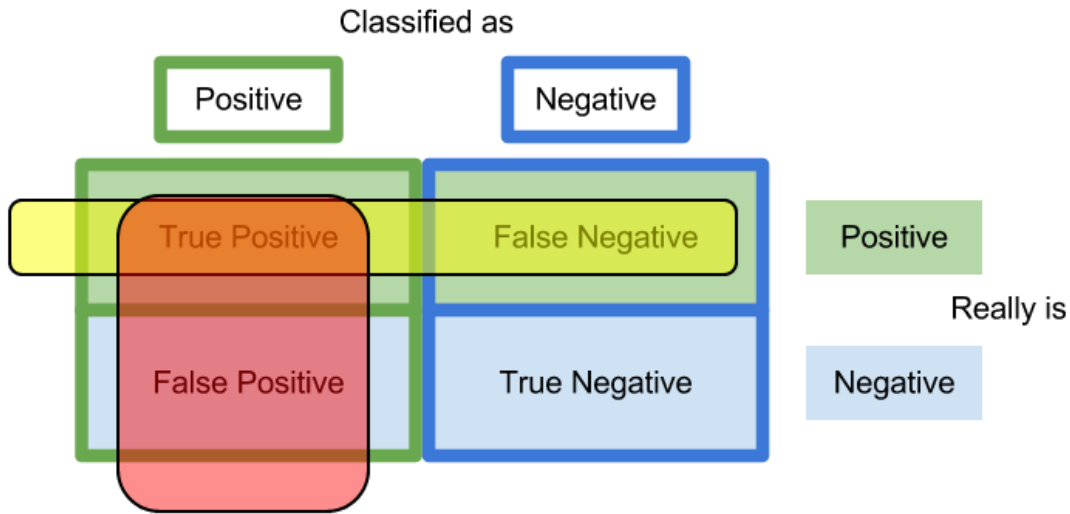 Classified as
Positive
Negative
True Positive
False Negative
Positive
Really is
False Positive
True Negative
Negative